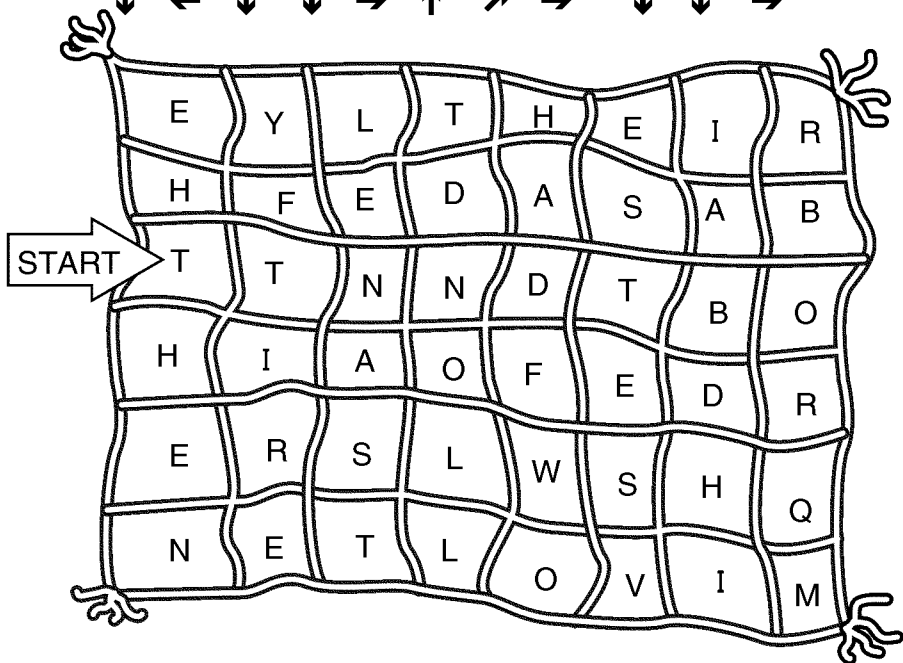 E Y L T H E I R
H F E D A S A B
START T T N N D T B O
H I A O F E D R
E R S L W S H Q
N E T L O V I M